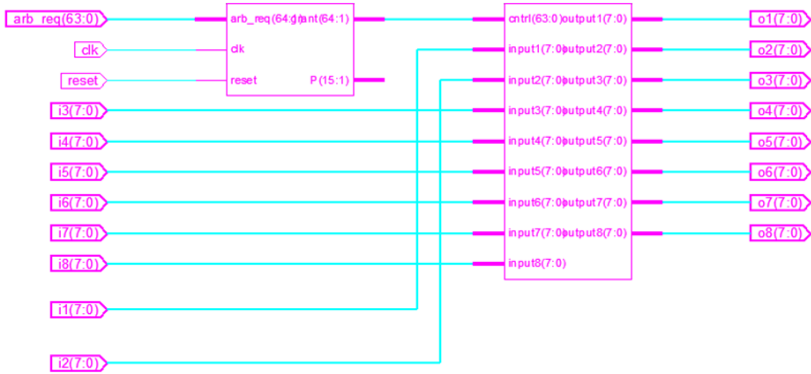 arb_req(63:0)
arb_req(64:1) grant(64:1)
cntrl(63:0) output1(7:0)
o1(7:0)
clk
clk
input1(7:0) output2(7:0)
o2(7:0)
reset
reset
P(15:1)
input2(7:0) output3(7:0)
o3(7:0)
i3(7:0)
input3(7:0) output4(7:0)
o4(7:0)
i4(7:0)
input4(7:0) output5(7:0)
o5(7:0)
i5(7:0)
input5(7:0) output6(7:0)
o6(7:0)
i6(7:0)
input6(7:0) output7(7:0)
o7(7:0)
i7(7:0)
input7(7:0) output8(7:0)
o8(7:0)
i8(7:0)
input8(7:0)
i1(7:0)
i2(7:0)